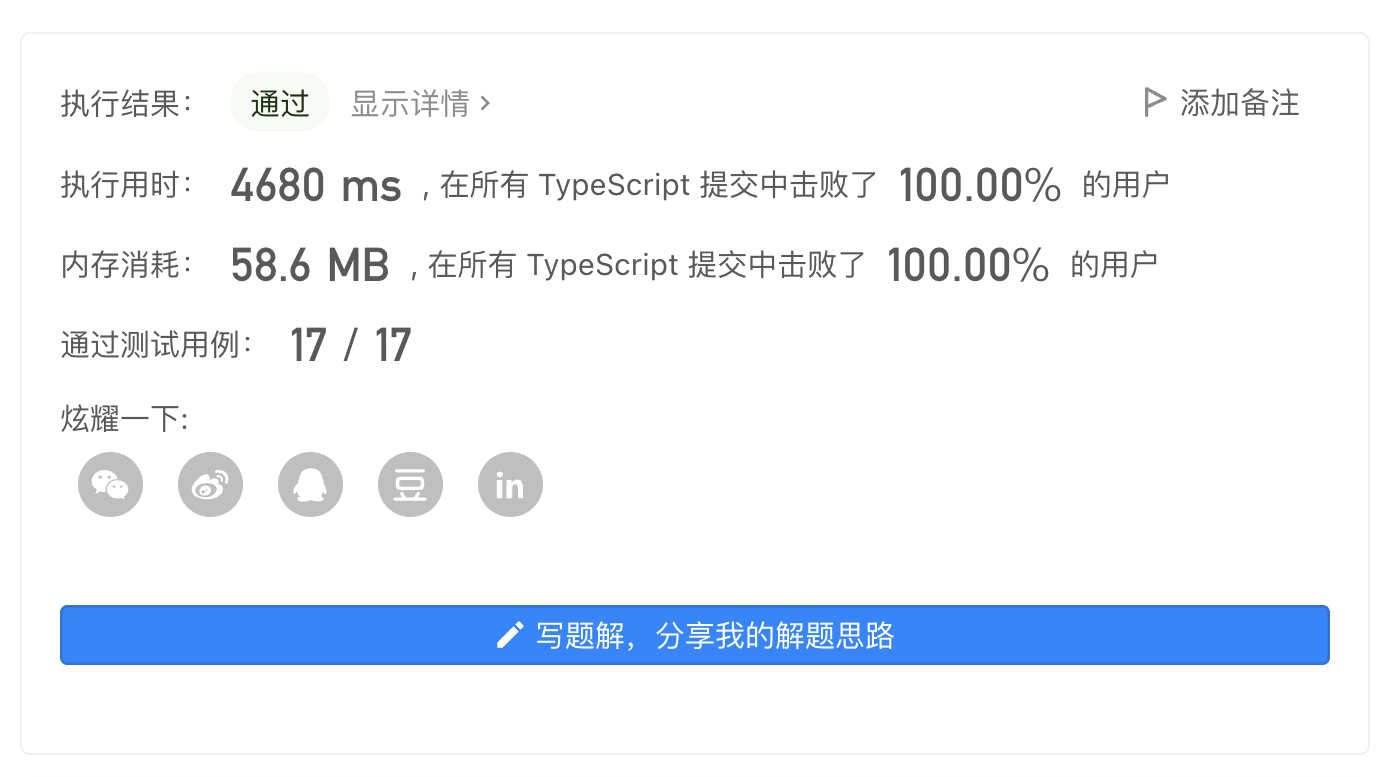 执行结果： 通过 显示详情 > 添加备注
执行用时： 4680 ms , 在所有 TypeScript 提交中击败了 100.00% 的用户
内存消耗： 58.6 MB , 在所有 TypeScript 提交中击败了 100.00% 的用户
通过测试用例： 17 / 17
炫耀一下:
豆 in
写题解，分享我的解题思路